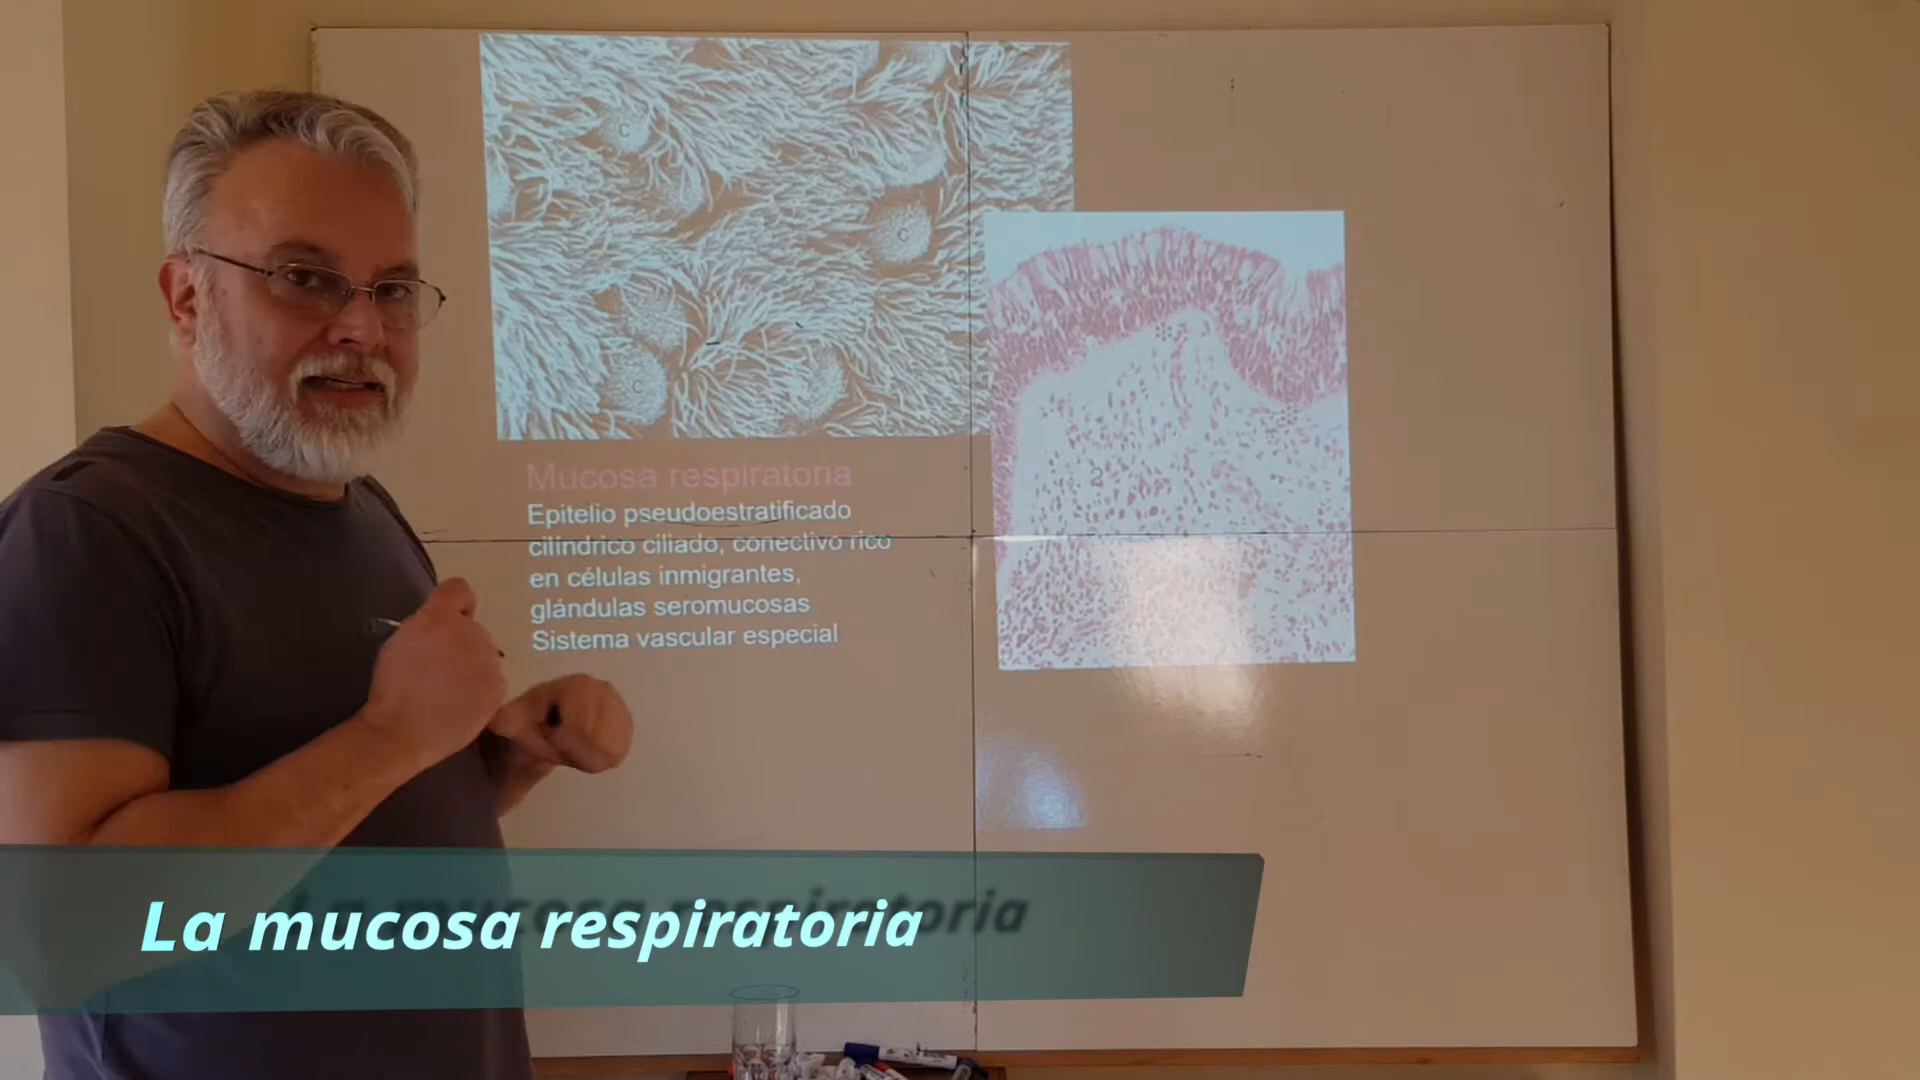 C
C
C
2
Mucosa respiratoria
Epitelio pseudoestratificado
cilíndrico ciliado, conectivo rico
en células inmigrantes,
glándulas seromucosas
Sistema vascular especial
La mucosa respiratoria